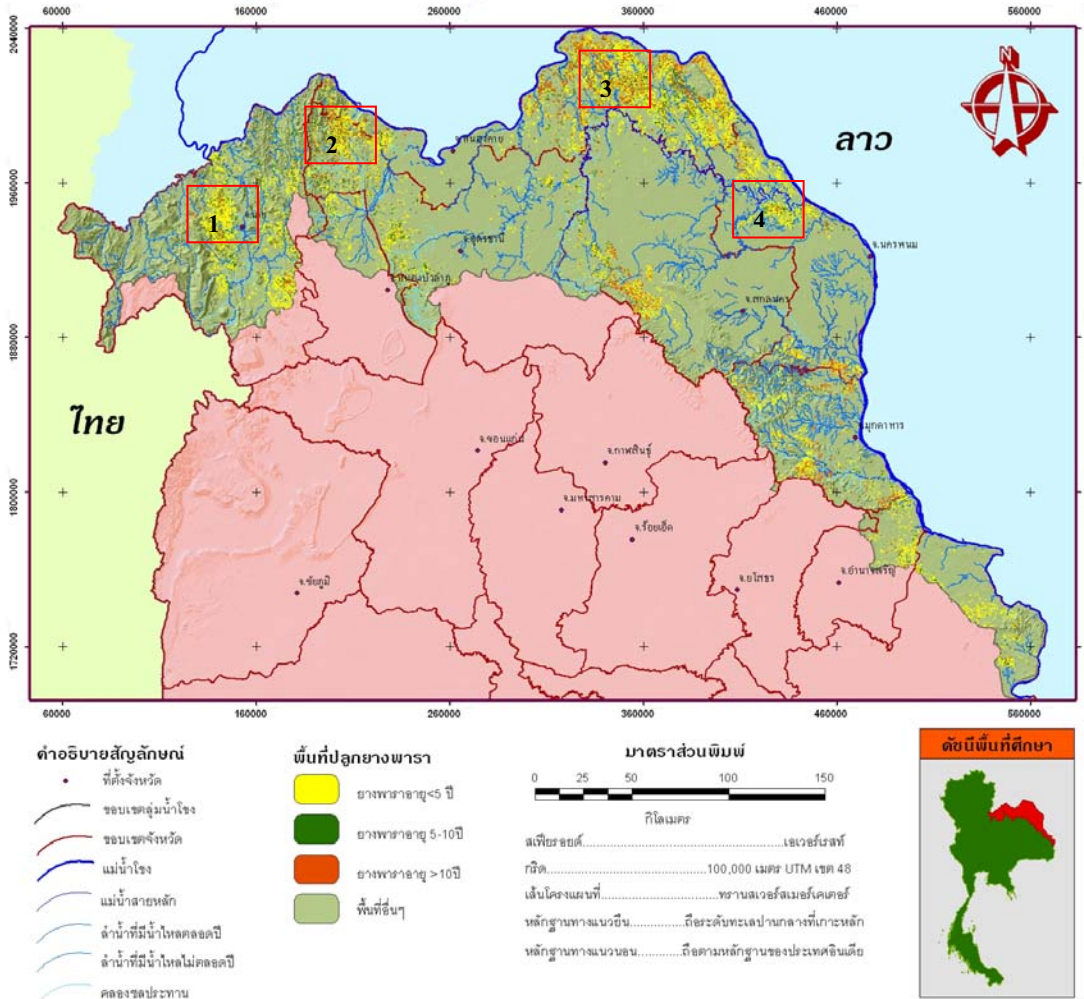 60000 160000 260000 360000 460000 560000
2040000
1960000
1880000
1800000
1720000
N
3
2
1
4
ลาว
ไทย
จ.หนองคาย
จ.อุดรธานี
จ.หนองบัวลำภู
จ.นครพนม
จ.สกลนคร
จ.มุกดาหาร
จ.ขอนแก่น
จ.กาฬสินธุ์
จ.มหาสารคาม
จ.ร้อยเอ็ด
จ.ชัยภูมิ
จ.ยโสธร
จ.อำนาจเจริญ
60000 160000 260000 360000 460000 560000
คำอธิบายสัญลักษณ์
ที่ตั้งจังหวัด
ขอบเขตลุ่มน้ำโขง
ขอบเขตจังหวัด
แม่น้ำโขง
แม่น้ำสายหลัก
ลำน้ำที่มีน้ำไหลตลอดปี
ลำน้ำที่มีน้ำไหลไม่ตลอดปี
คลองชลประทาน
พื้นที่ปลูกยางพารา
ยางพาราอายุ<5 ปี
ยางพาราอายุ 5-10ปี
ยางพาราอายุ >10ปี
พื้นที่อื่นๆ
มาตราส่วนพิมพ์
0 25 50 100 150
กิโลเมตร
สเฟียรอยด์........................................เอเวอร์เรสท์
กริด....................................100,000 เมตร UTM เขต 48
เส้นโครงแผนที่....................ทรานสเวอร์สเมอร์เคเตอร์
หลักฐานทางแนวยืน.............ถือระดับทะเลปานกลางที่เกาะหลัก
หลักฐานทางแนวนอน..........ถือตามหลักฐานของประเทศอินเดีย
ดัชนีพื้นที่ศึกษา